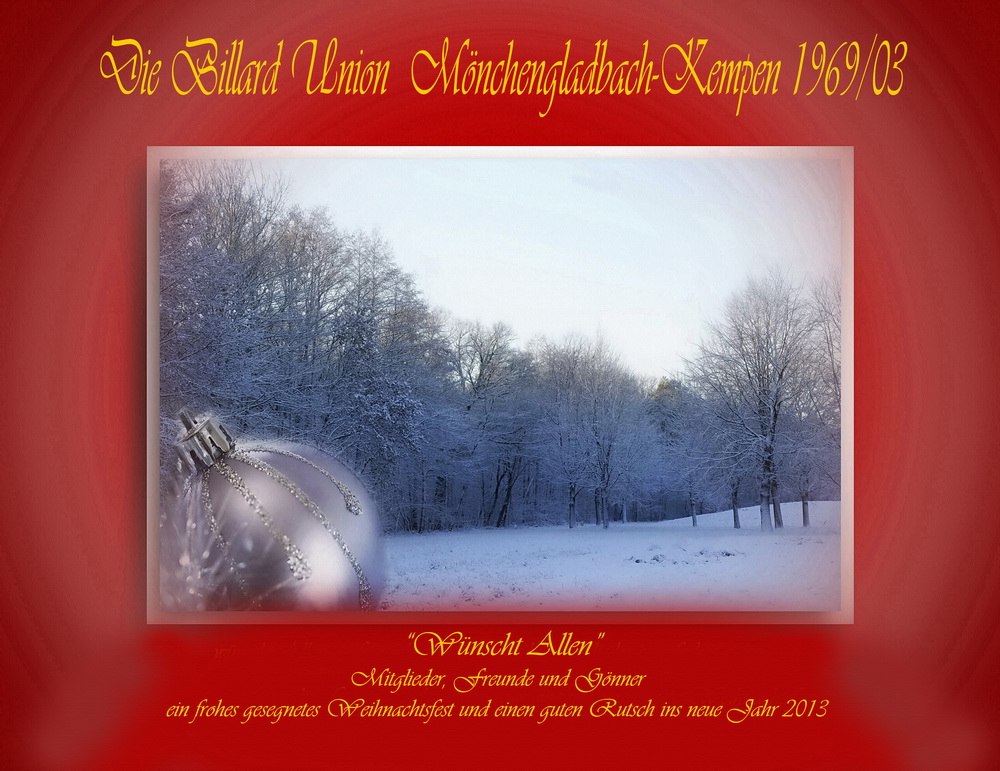 Die Billard Union Mönchengladbach-Kempen 1969/03
"Wünscht Allen"
Mitglieder, Freunde und Gönner
ein frohes gesegnetes Weihnachtsfest und einen guten Rutsch ins neue Jahr 2013